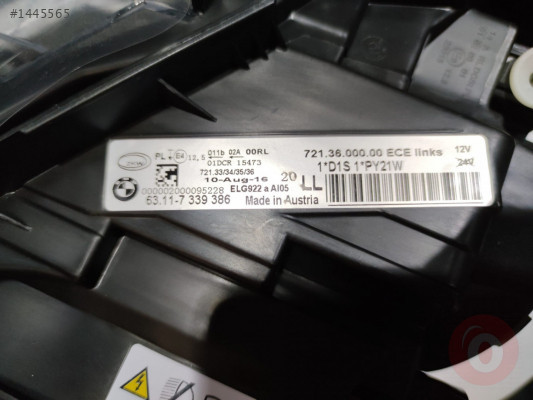 #1445565
PL E4 12,5 011b 02A 00RL
01DCR 15473
721.33/34/35/36
10-Aug-16 20
000002000095228 ELG922 a AI05 LL
63.11-7 339 386 Made in Austria
721.36.000.00 ECE links 12V
1*D1S 1*PY21W 24V
BMW